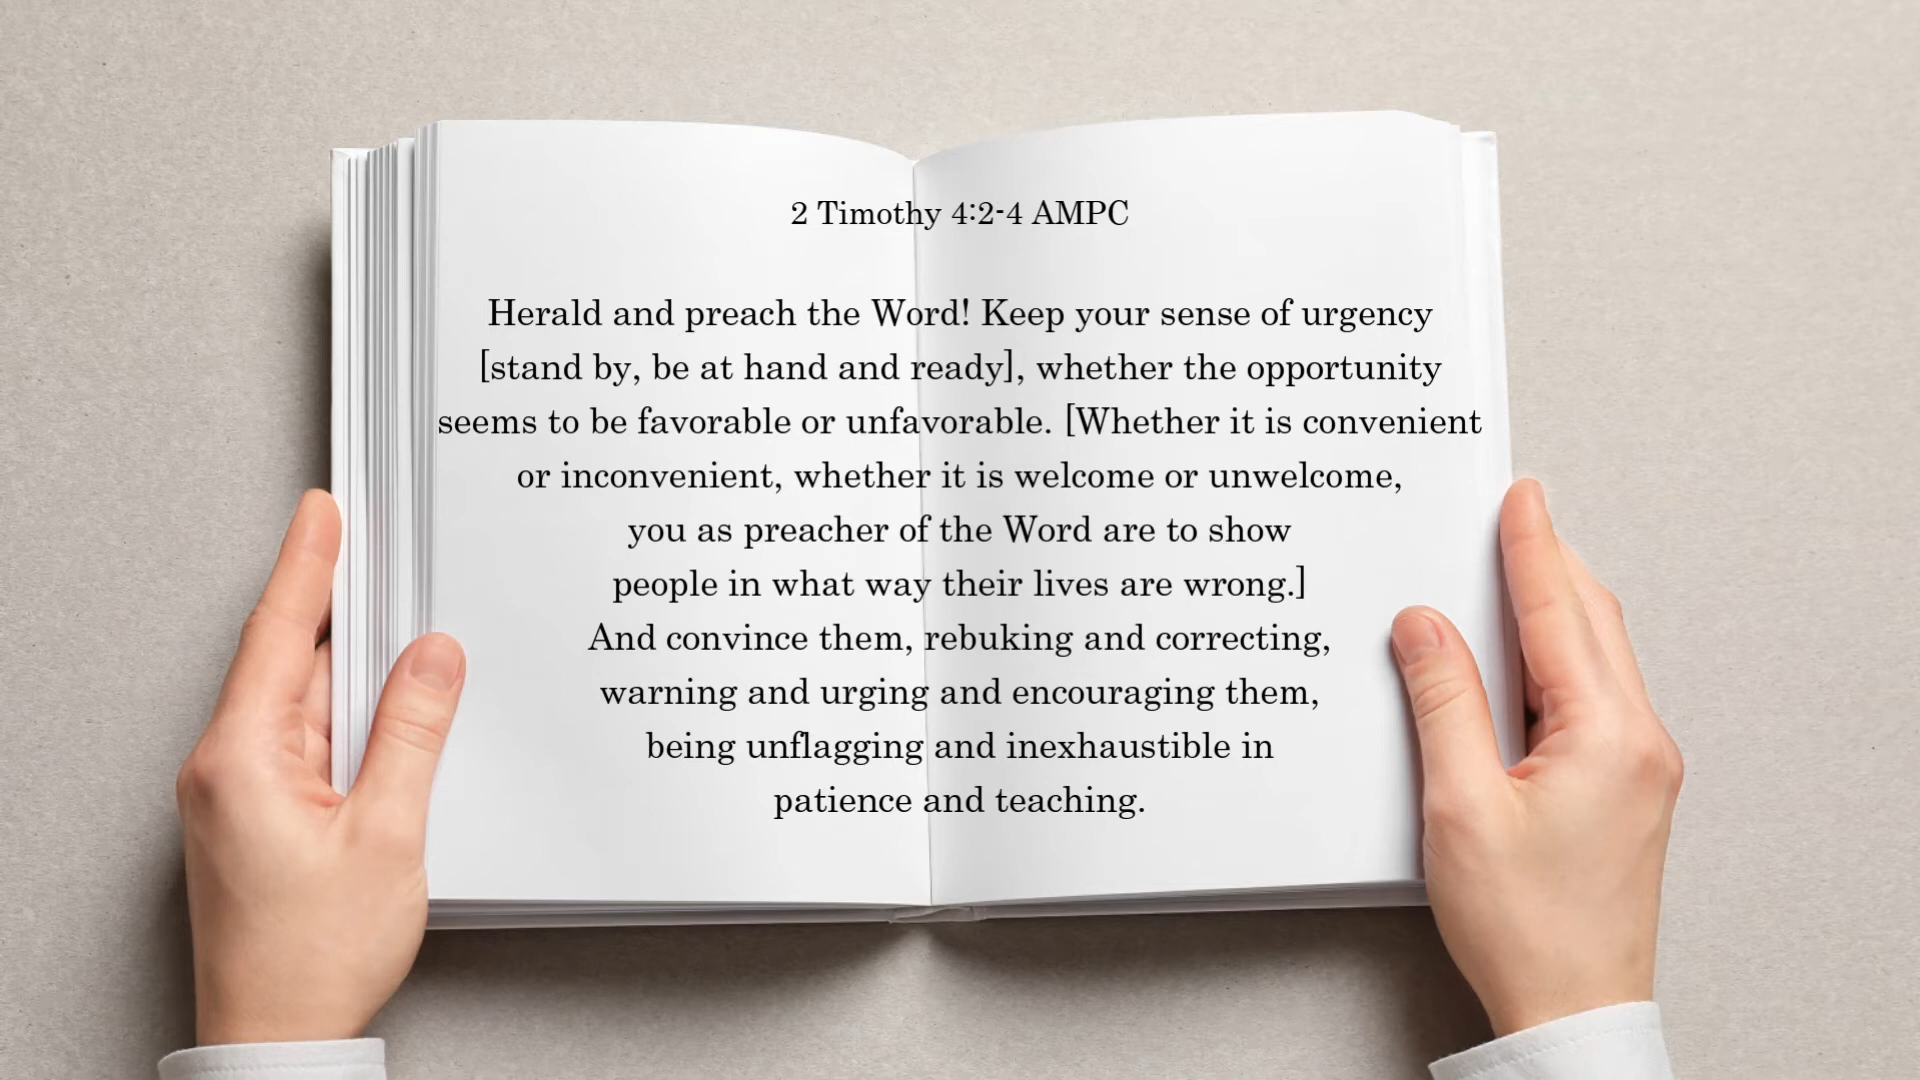 2 Timothy 4:2-4 AMPC
Herald and preach the Word! Keep your sense of urgency
[stand by, be at hand and ready], whether the opportunity
seems to be favorable or unfavorable. [Whether it is convenient
or inconvenient, whether it is welcome or unwelcome,
you as preacher of the Word are to show
people in what way their lives are wrong.]
And convince them, rebuking and correcting,
warning and urging and encouraging them,
being unflagging and inexhaustible in
patience and teaching.